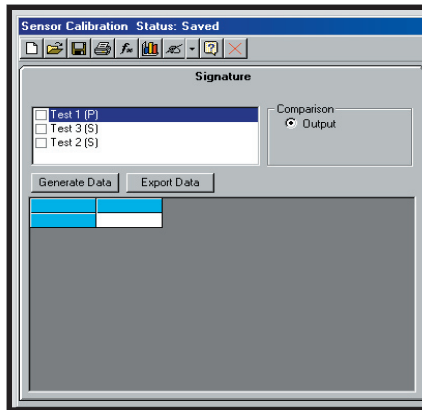 Sensor Calibration Status: Saved
Signature
Test 1 (P)
Test 3 (S)
Test 2 (S)
Comparison
Output
Generate Data
Export Data